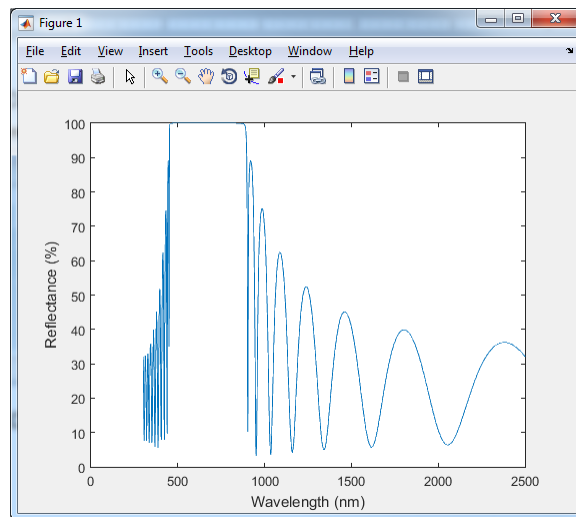 Figure 1
File Edit View Insert Tools Desktop Window Help
100
90
80
70
60
50
40
30
20
10
0
Reflectance (%)
0 500 1000 1500 2000 2500
Wavelength (nm)